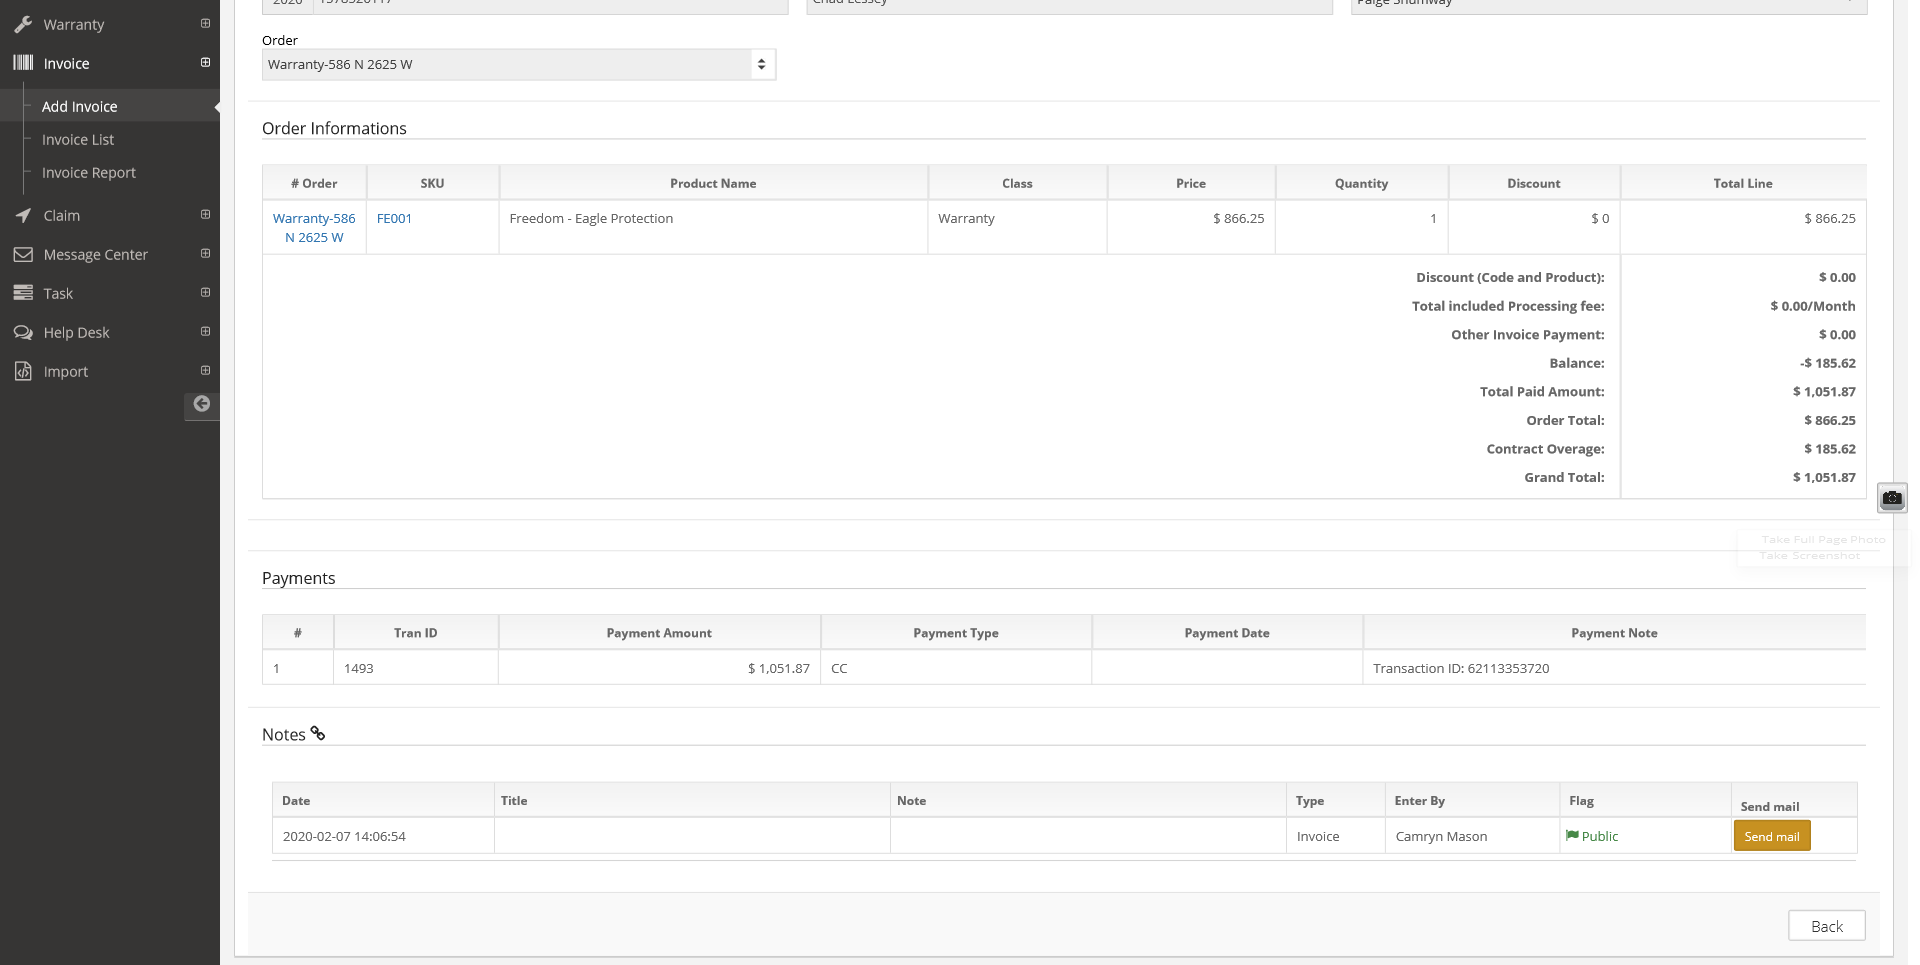 Warranty
Invoice
Add Invoice
Invoice List
Invoice Report
Claim
Message Center
Task
Help Desk
Import
Order
Warranty-586 N 2625 W
Order Informations
# Order SKU Product Name Class Price Quantity Discount Total Line
Warranty-586 FE001 Freedom - Eagle Protection Warranty $ 866.25 1 $ 0 $ 866.25
N 2625 W
Discount (Code and Product): $ 0.00
Total included Processing fee: $ 0.00/Month
Other Invoice Payment: $ 0.00
Balance: -$ 185.62
Total Paid Amount: $ 1,051.87
Order Total: $ 866.25
Contract Overage: $ 185.62
Grand Total: $ 1,051.87
Take Full Page Photo
Take Screenshot
Payments
# Tran ID Payment Amount Payment Type Payment Date Payment Note
1 1493 $ 1,051.87 CC Transaction ID: 62113353720
Notes
Date Title Note Type Enter By Flag Send mail
2020-02-07 14:06:54 Invoice Camryn Mason Public Send mail
Back